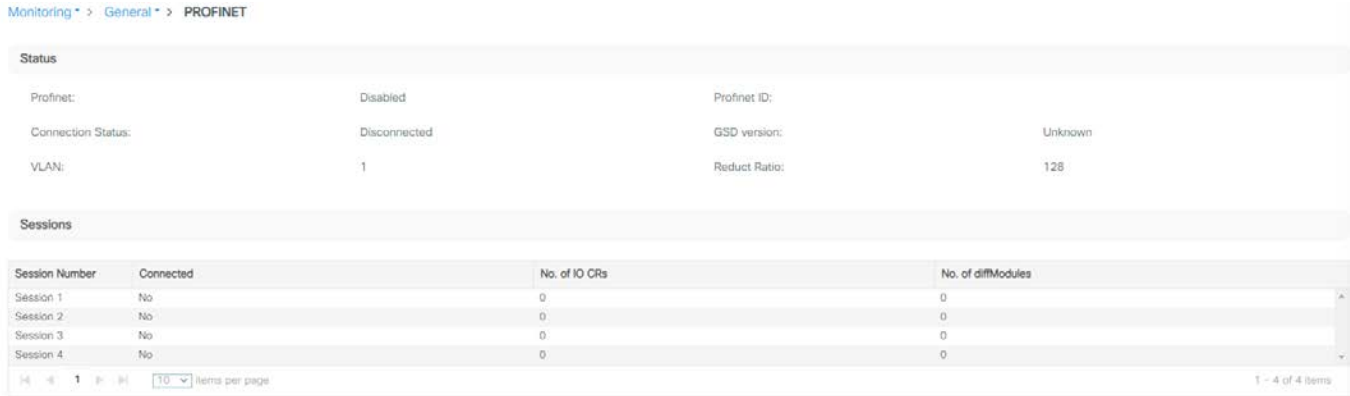 Monitoring > General > PROFINET
Status
Profinet: Disabled Profinet ID:
Connection Status: Disconnected GSD version: Unknown
VLAN: 1 Reduct Ratio: 128
Sessions
Session Number Connected No. of IO CRs No. of diffModules
Session 1 No 0 0
Session 2 No 0 0
Session 3 No 0 0
Session 4 No 0 0
1 10 items per page 1 - 4 of 4 items